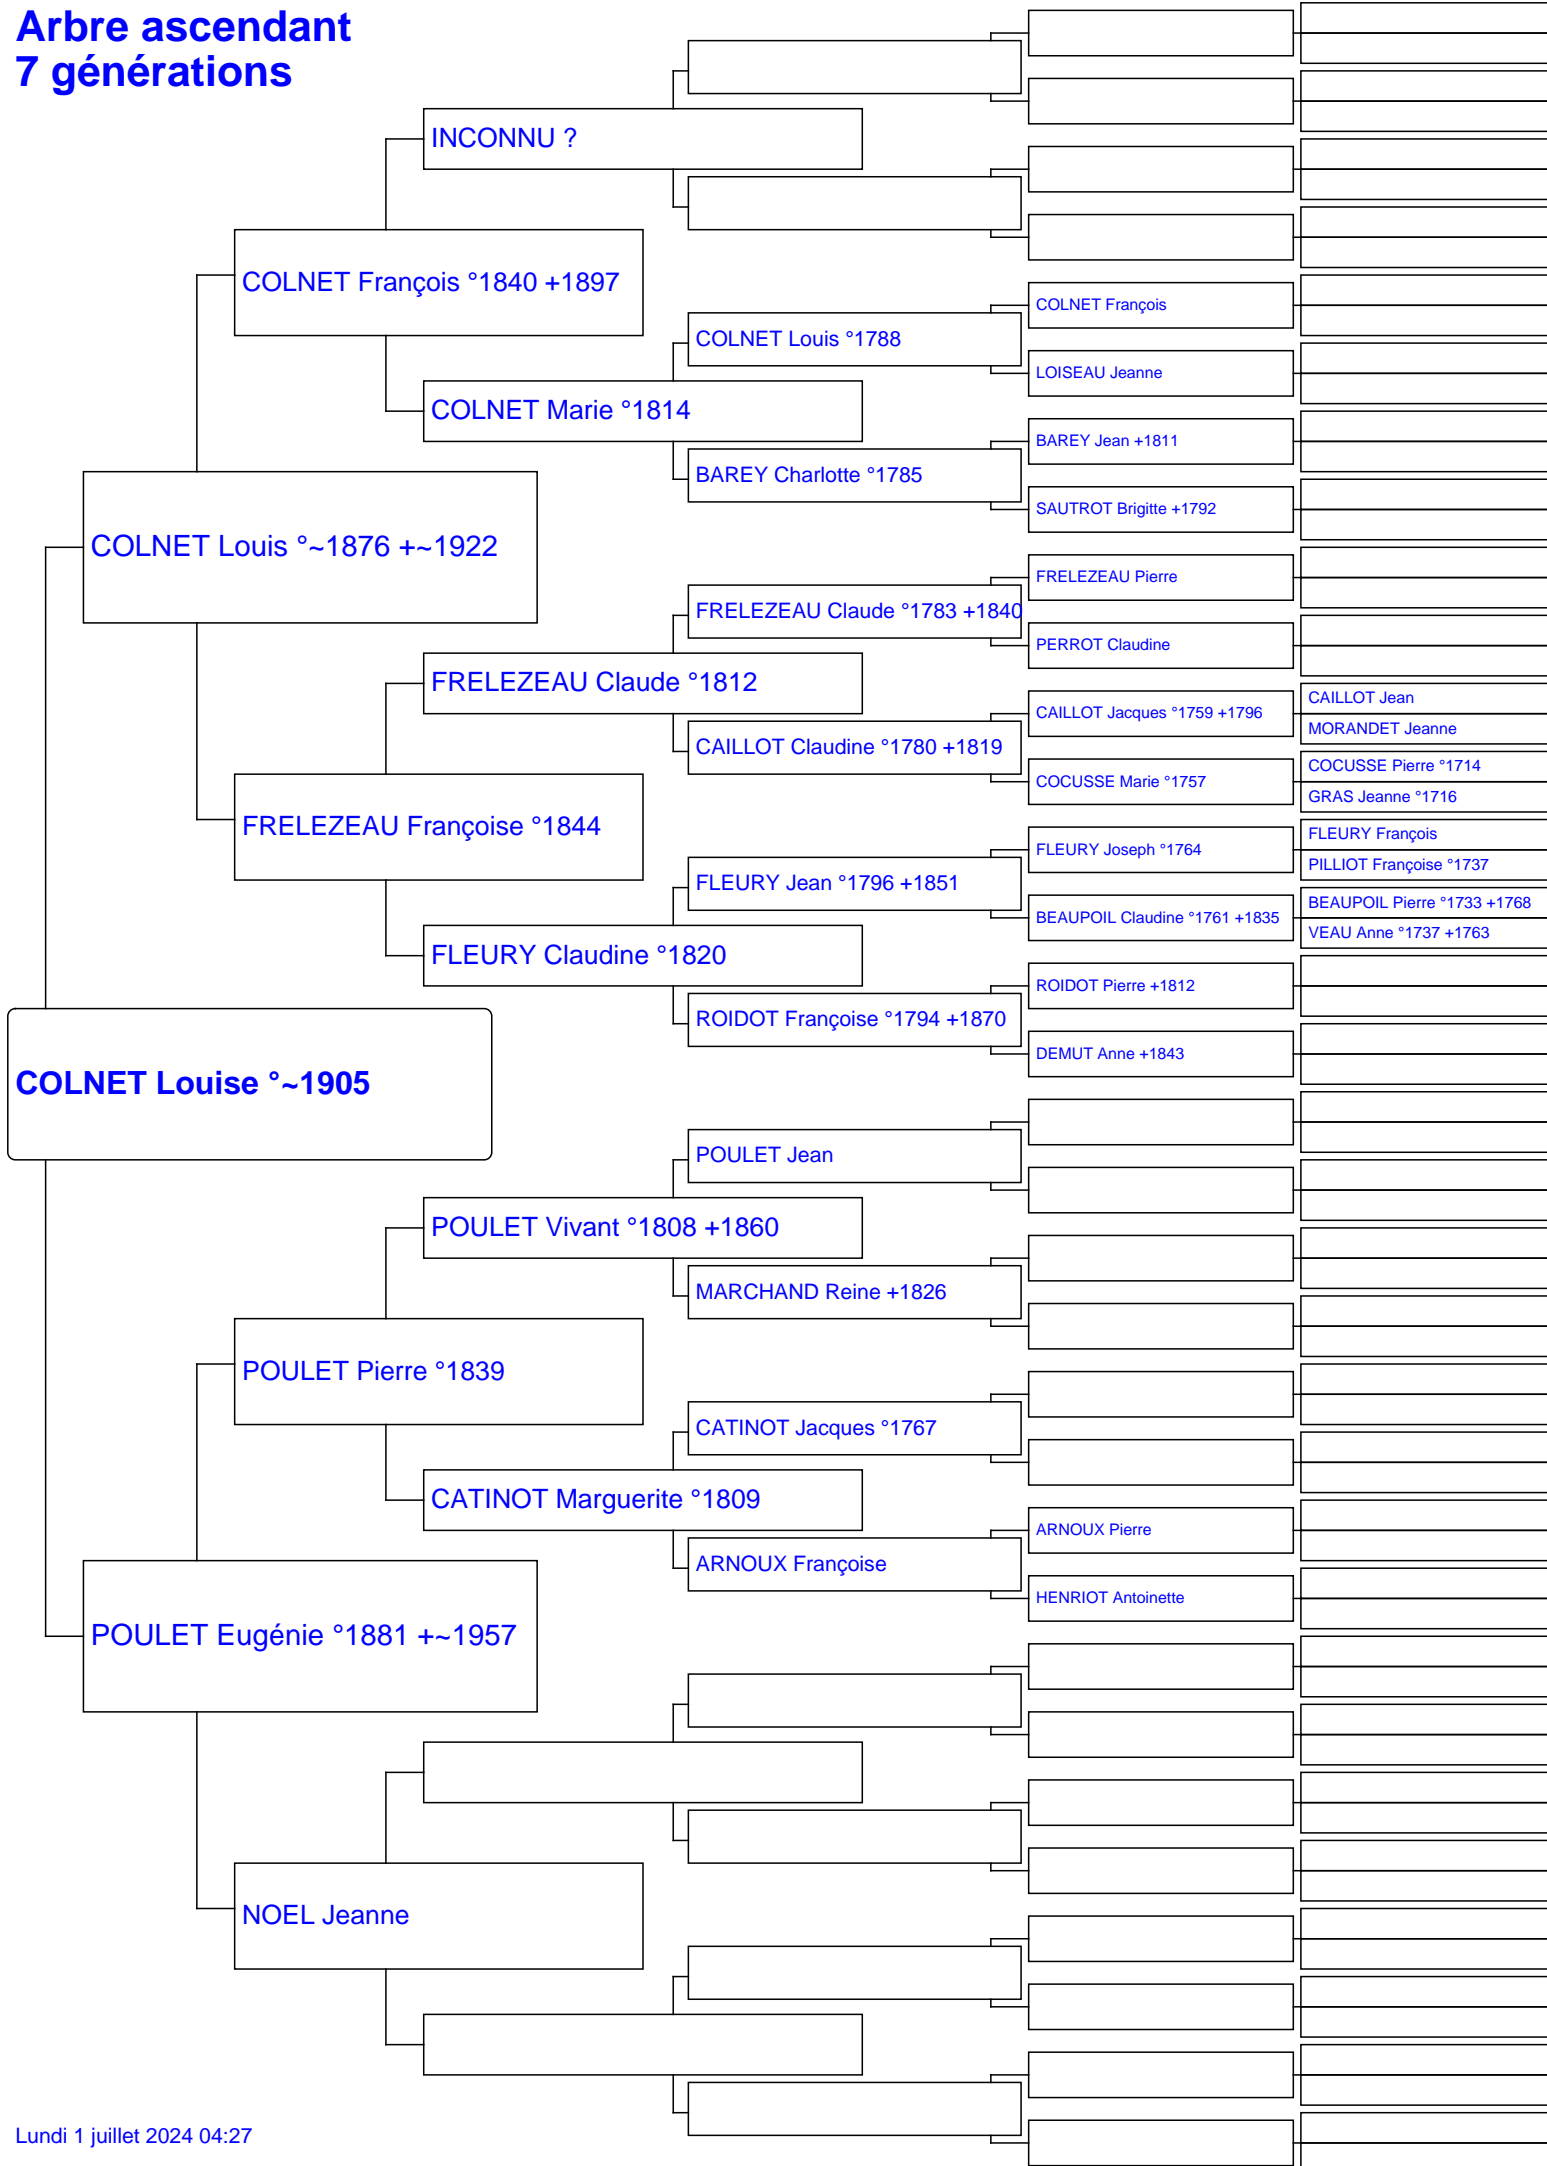 Arbre ascendant
7 générations
INCONNU ?
COLNET François °1840 +1897
COLNET François
COLNET Louis °1788
LOISEAU Jeanne
COLNET Marie °1814
BAREY Jean +1811
BAREY Charlotte °1785
SAUTROT Brigitte +1792
COLNET Louis °~1876 +~1922
FRELEZEAU Pierre
FRELEZEAU Claude °1783 +1840
PERROT Claudine
FRELEZEAU Claude °1812
CAILLOT Jean
CAILLOT Jacques °1759 +1796
MORANDET Jeanne
CAILLOT Claudine °1780 +1819
COCUSSE Pierre °1714
COCUSSE Marie °1757
GRAS Jeanne °1716
FRELEZEAU Françoise °1844
FLEURY François
FLEURY Joseph °1764
PILLIOT Françoise °1737
FLEURY Jean °1796 +1851
BEAUPOIL Pierre °1733 +1768
BEAUPOIL Claudine °1761 +1835
VEAU Anne °1737 +1763
FLEURY Claudine °1820
ROIDOT Pierre +1812
ROIDOT Françoise °1794 +1870
DEMUT Anne +1843
COLNET Louise °~1905
POULET Jean
POULET Vivant °1808 +1860
MARCHAND Reine +1826
POULET Pierre °1839
CATINOT Jacques °1767
CATINOT Marguerite °1809
ARNOUX Pierre
ARNOUX Françoise
HENRIOT Antoinette
POULET Eugénie °1881 +~1957
NOEL Jeanne
Lundi 1 juillet 2024 04:27